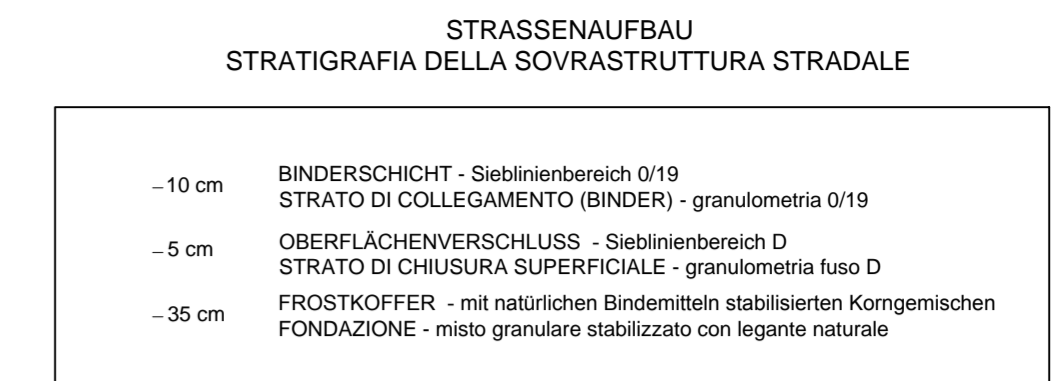 STRASSENAUFBAU
STRATIGRAFIA DELLA SOVRASTRUTTURA STRADALE
– 10 cm
BINDERSCHICHT - Sieblinienbereich 0/19
STRATO DI COLLEGAMENTO (BINDER) - granulometria 0/19
– 5 cm
OBERFLÄCHENVERSCHLUSS - Sieblinienbereich D
STRATO DI CHIUSURA SUPERFICIALE - granulometria fuso D
– 35 cm
FROSTKOFFER - mit natürlichen Bindemitteln stabilisierten Korngemischen
FONDAZIONE - misto granulare stabilizzato con legante naturale